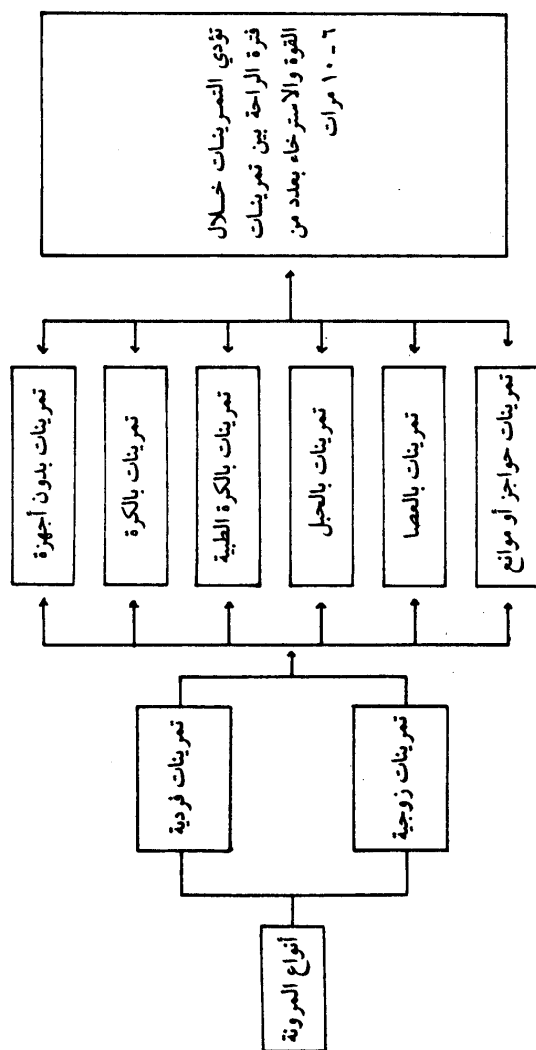 أنواع المرونة
تمرينات فردية
تمرينات زوجية
تمرينات بدون أجهزة
تمرينات بالكرة
تمرينات بالكرة الطبية
تمرينات بالحبل
تمرينات بالعصا
تمرينات حواجز أو موانع
تؤدي التمرينات خلال
فترة الراحة بين تمرينات
القوة والاسترخاء بعدد من
٦ - ١٠ مرات